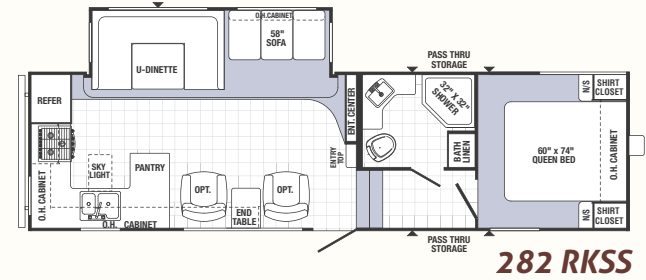 O.H.CABINET
58"
SOFA
U-DINETTE
PASS THRU
STORAGE
REFER
ENT. CENTER
32" X 32"
SHOWER
N/S
SHIRT
CLOSET
SKY
LIGHT
PANTRY
ENTRY
TOP
BATH
LINEN
60" x 74"
QUEEN BED
O.H. CABINET
O.H. CABINET
OPT.
OPT.
END
TABLE
O.H. CABINET
N/S
SHIRT
CLOSET
PASS THRU
STORAGE
282 RKSS